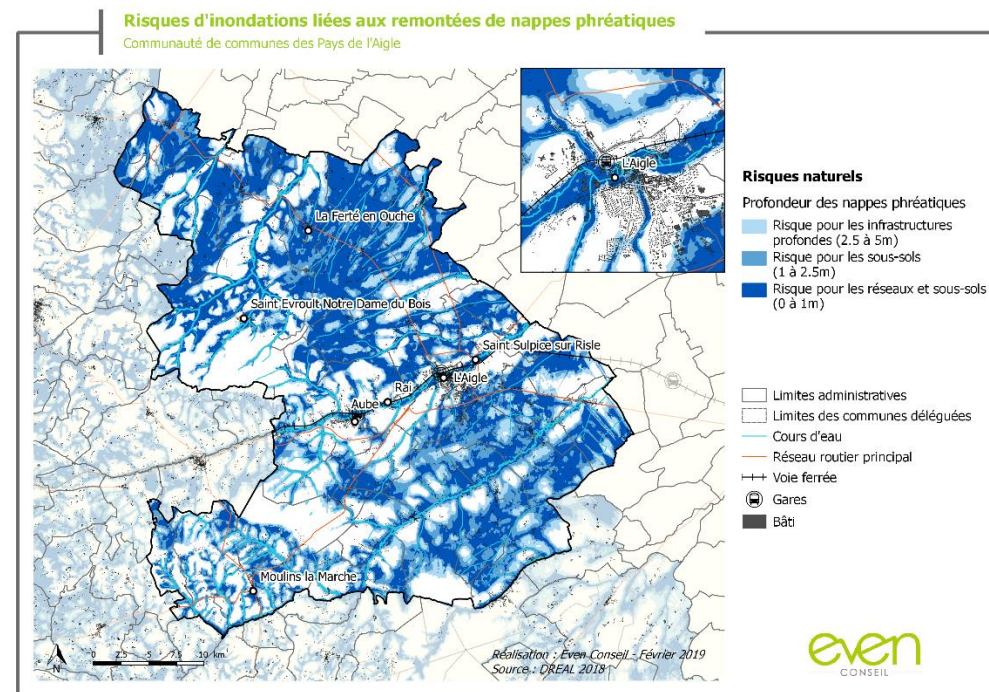 Risques d'inondations liées aux remontées de nappes phréatiques
Communauté de communes des Pays de l'Aigle
L'Aigle
La Ferté en Ouche
Saint Evroult Notre Dame du Bois
Saint Sulpice sur Risle
L'Aigle
Rai
Aube
Moulins la Marche
N
0 2.5 5 7.5 10 km
Réalisation : Even Conseil - Février 2019
Source : DREAL 2018
Risques naturels
Profondeur des nappes phréatiques
Risque pour les infrastructures
profondes (2.5 à 5m)
Risque pour les sous-sols
(1 à 2.5m)
Risque pour les réseaux et sous-sols
(0 à 1m)
Limites administratives
Limites des communes déléguées
Cours d'eau
Réseau routier principal
Voie ferrée
Gares
Bâti
even
CONSEIL